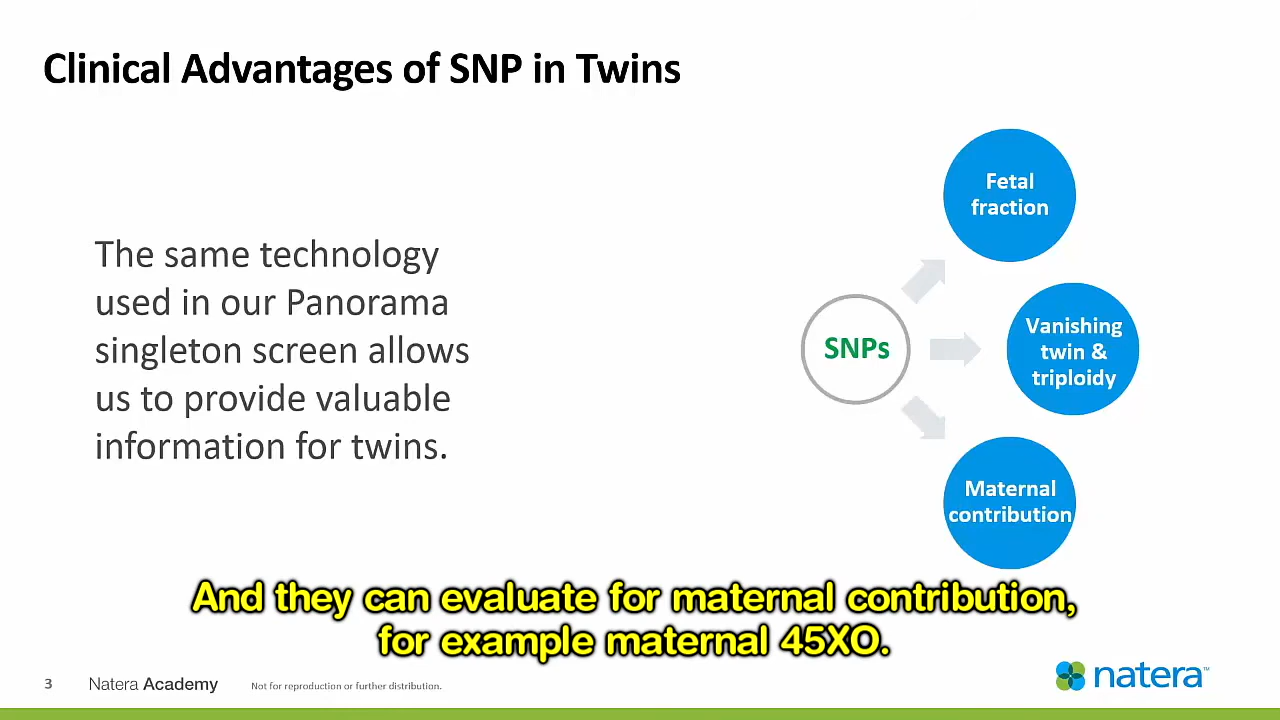 Clinical Advantages of SNP in Twins
The same technology
used in our Panorama
singleton screen allows
us to provide valuable
information for twins.
SNPs
Fetal
fraction
Vanishing
twin &
triploidy
Maternal
contribution
And they can evaluate for maternal contribution,
for example maternal 45XO.
3
Natera Academy
Not for reproduction or further distribution.
natera™